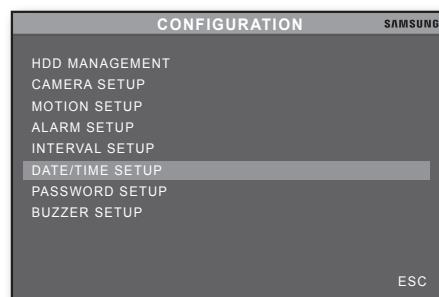 CONFIGURATION SAMSUNG
HDD MANAGEMENT
CAMERA SETUP
MOTION SETUP
ALARM SETUP
INTERVAL SETUP
DATE/TIME SETUP
PASSWORD SETUP
BUZZER SETUP
ESC